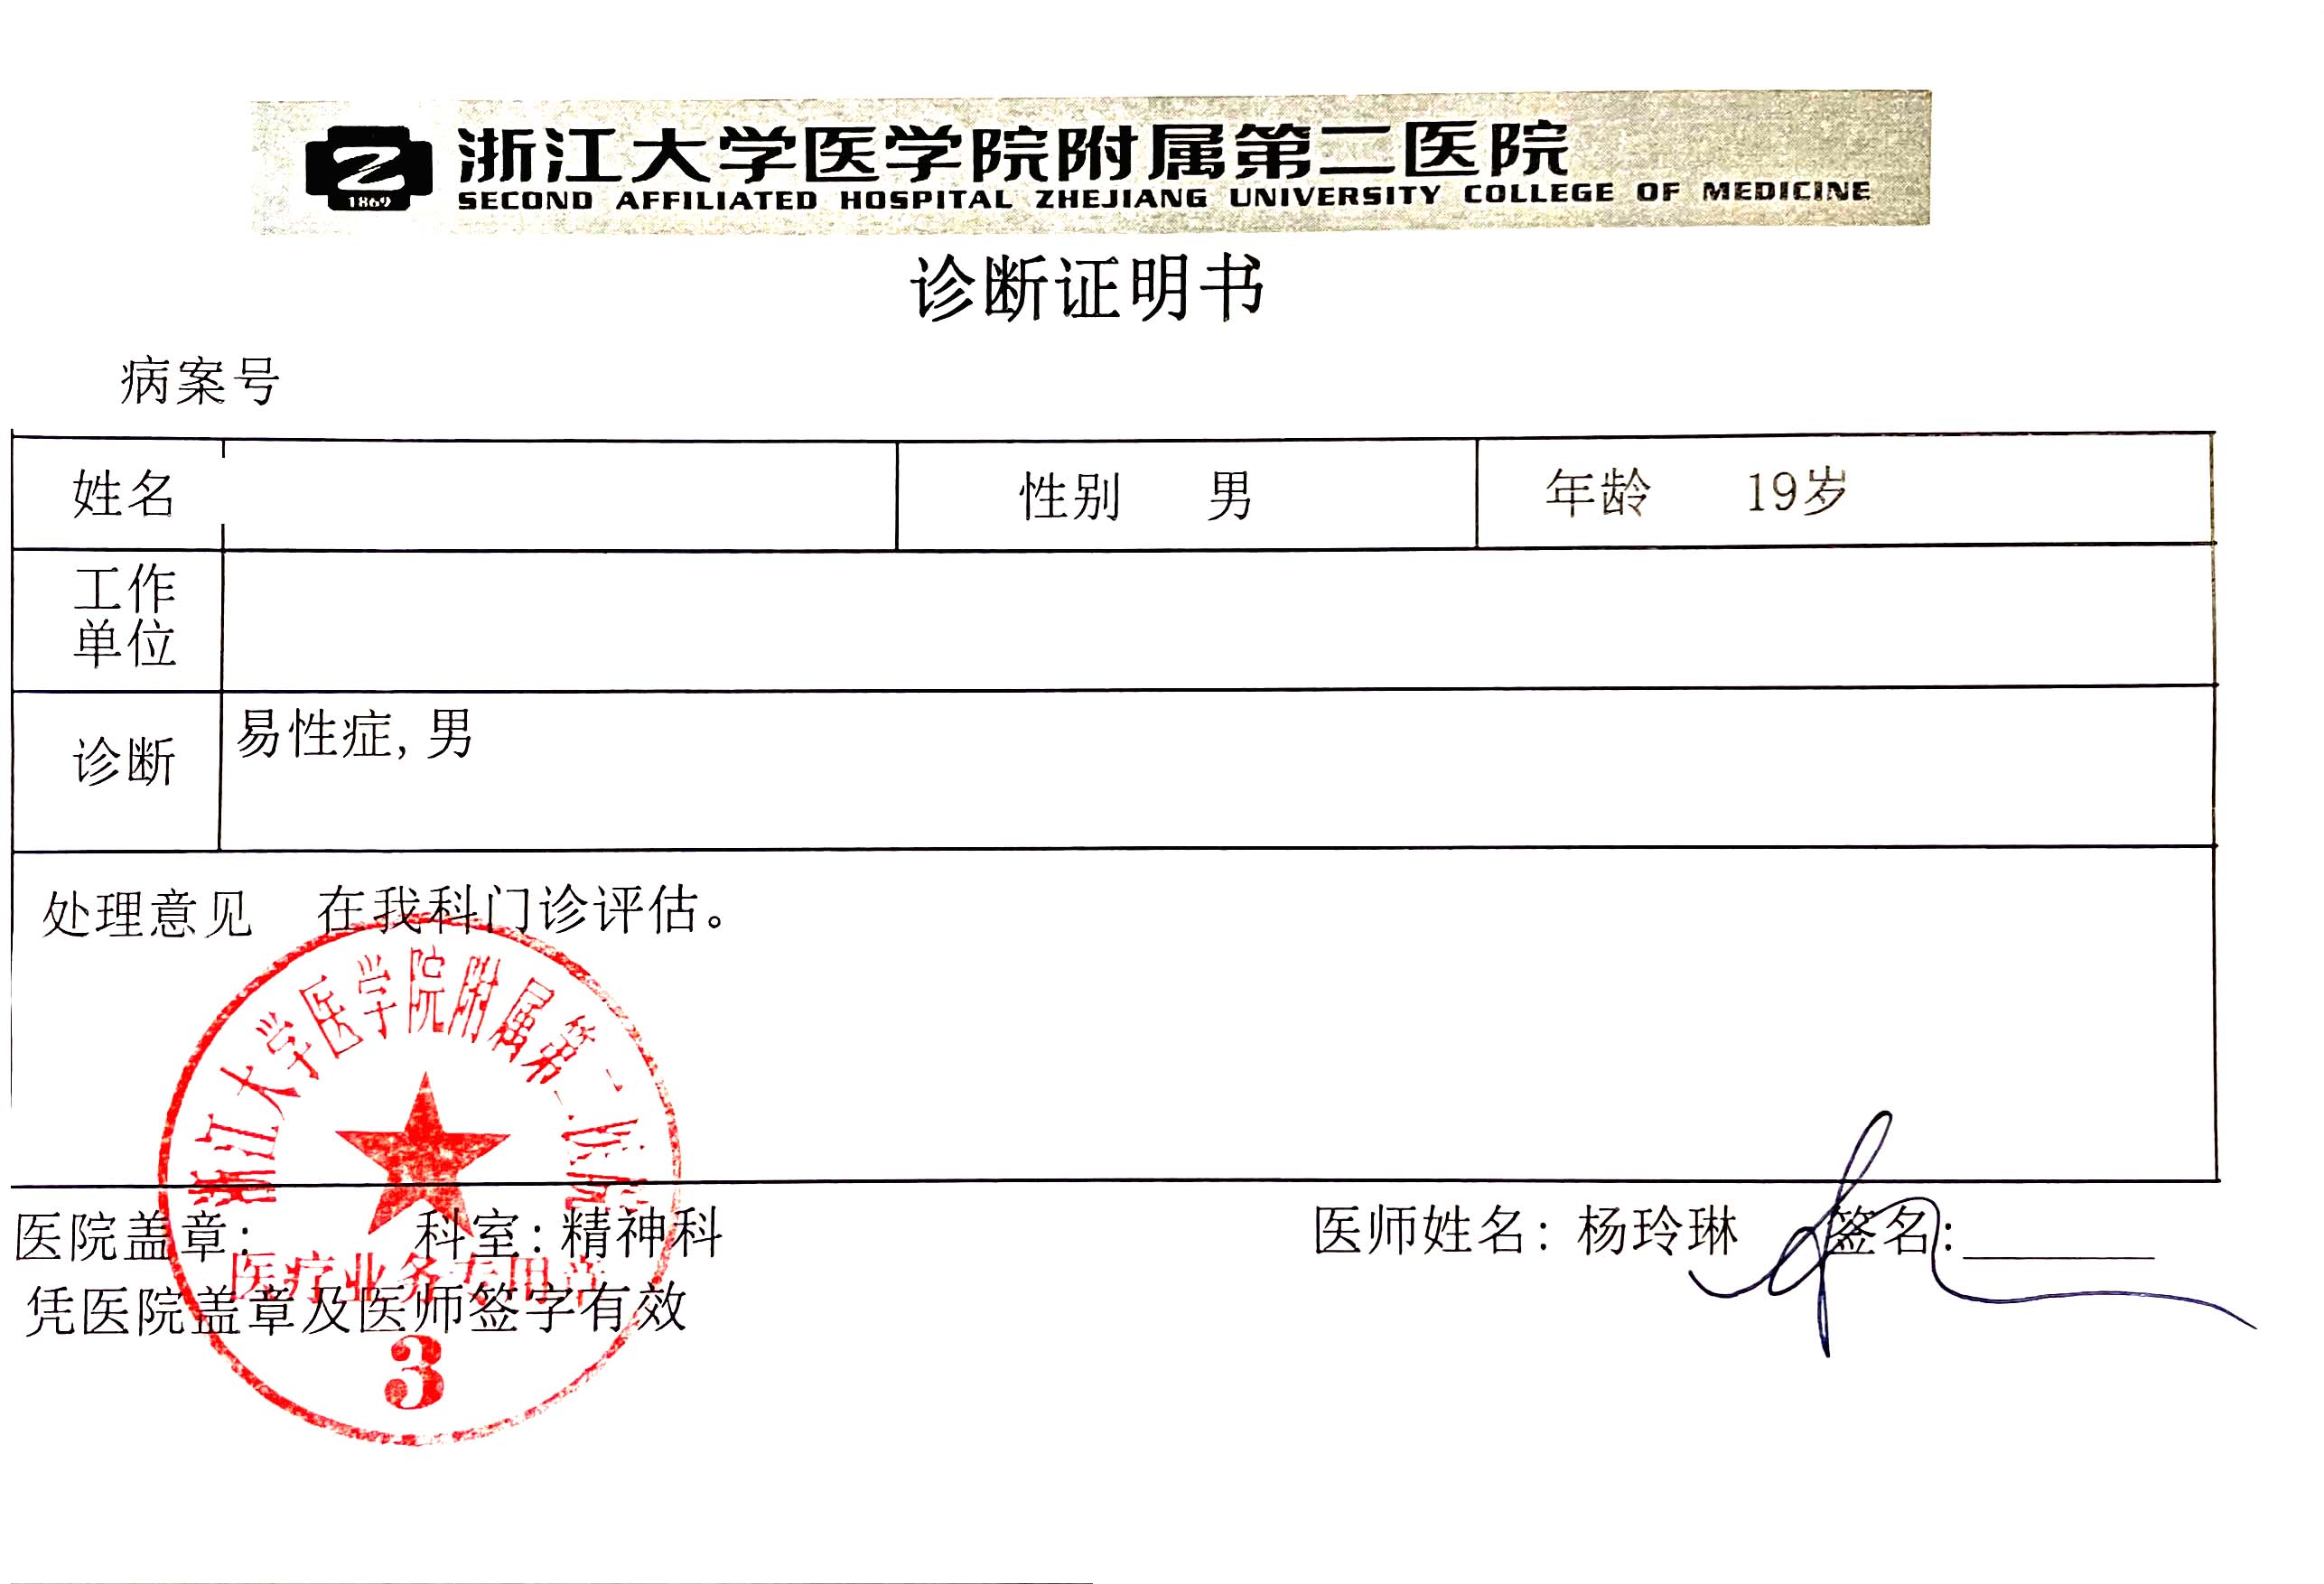 浙江大学医学院附属第二医院
1869
SECOND AFFILIATED HOSPITAL ZHEJIANG UNIVERSITY COLLEGE OF MEDICINE
诊断证明书
病案号
姓名 性别 男 年龄 19岁
工作
单位
诊断 易性症,男
处理意见 在我科门诊评估。
浙江大学医学院附属第二医院
医院盖章: 科室:精神科 医师姓名:杨玲琳 签名:
医疗业务专用章
凭医院盖章及医师签字有效
3